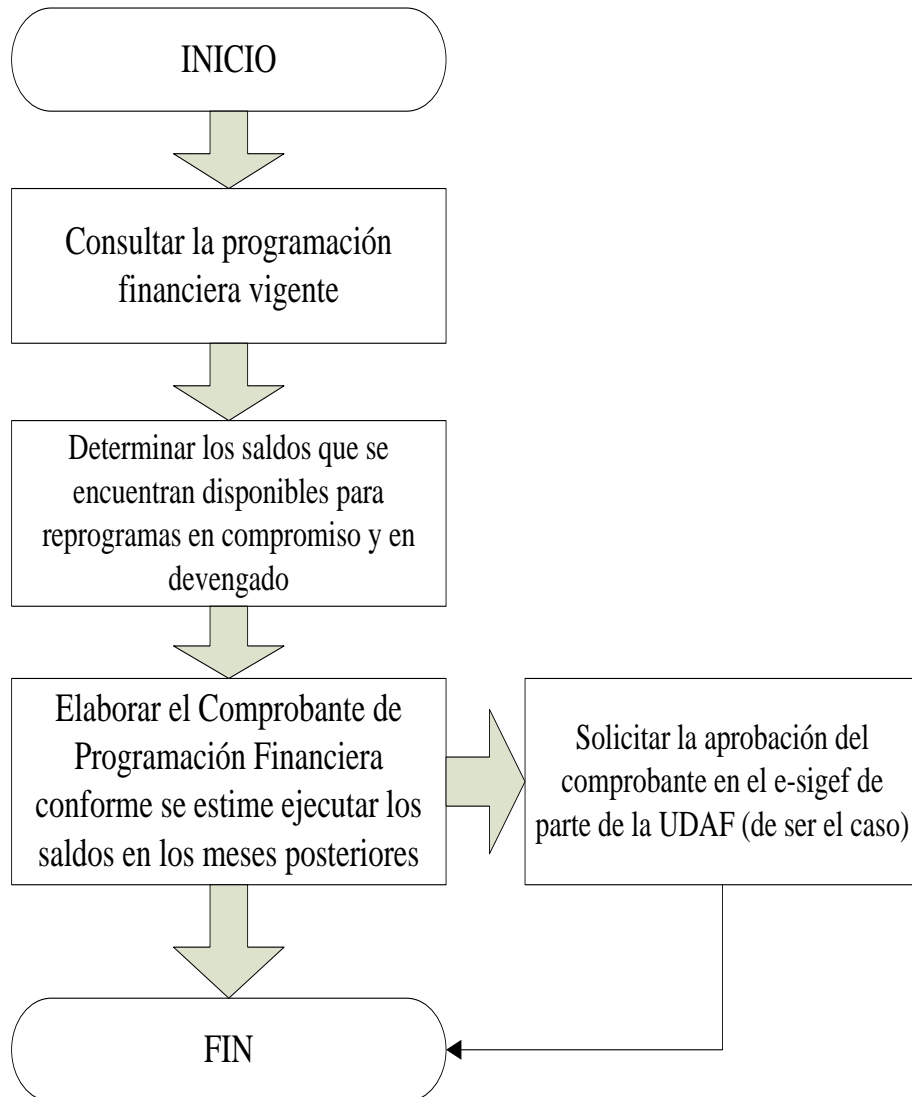 INICIO
Consultar la programación
financiera vigente
Determinar los saldos que se
encuentran disponibles para
reprogramas en compromiso y en
devengado
Elaborar el Comprobante de
Programación Financiera
conforme se estime ejecutar los
saldos en los meses posteriores
Solicitar la aprobación del
comprobante en el e-sigef de
parte de la UDAF (de ser el caso)
FIN